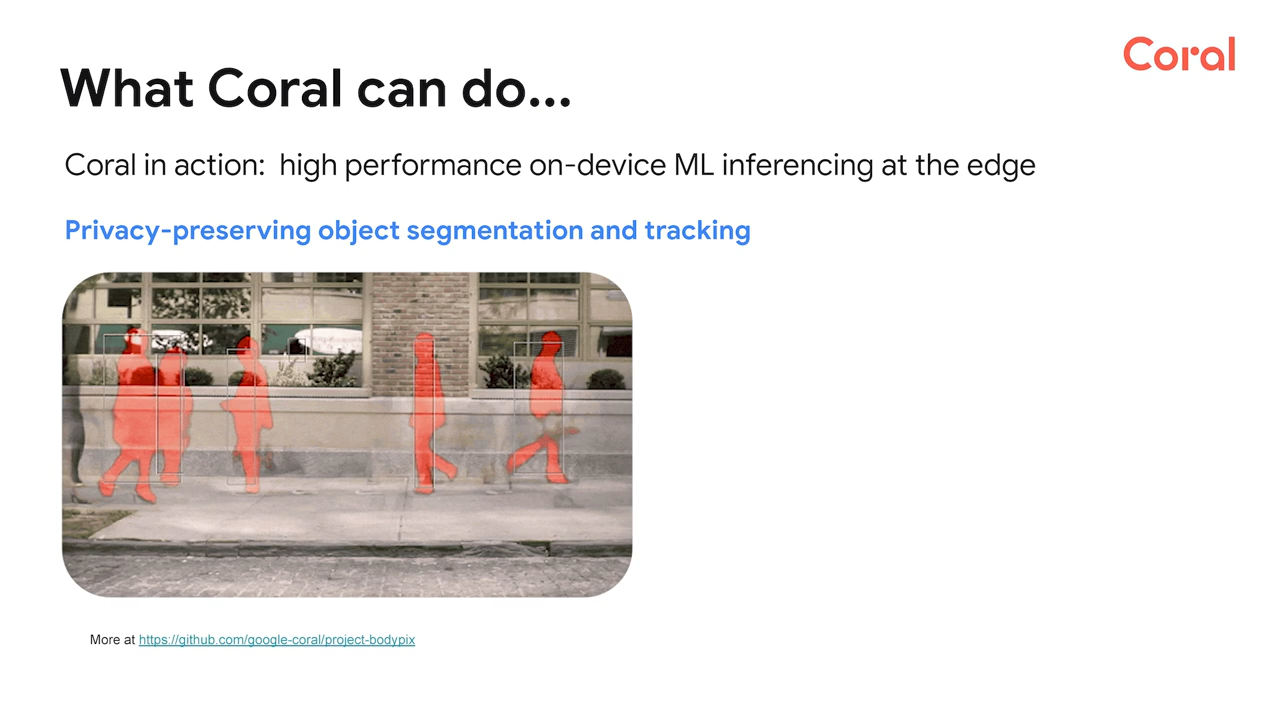 Coral
What Coral can do...
Coral in action:  high performance on-device ML inferencing at the edge
Privacy-preserving object segmentation and tracking
More at https://github.com/google-coral/project-bodypix